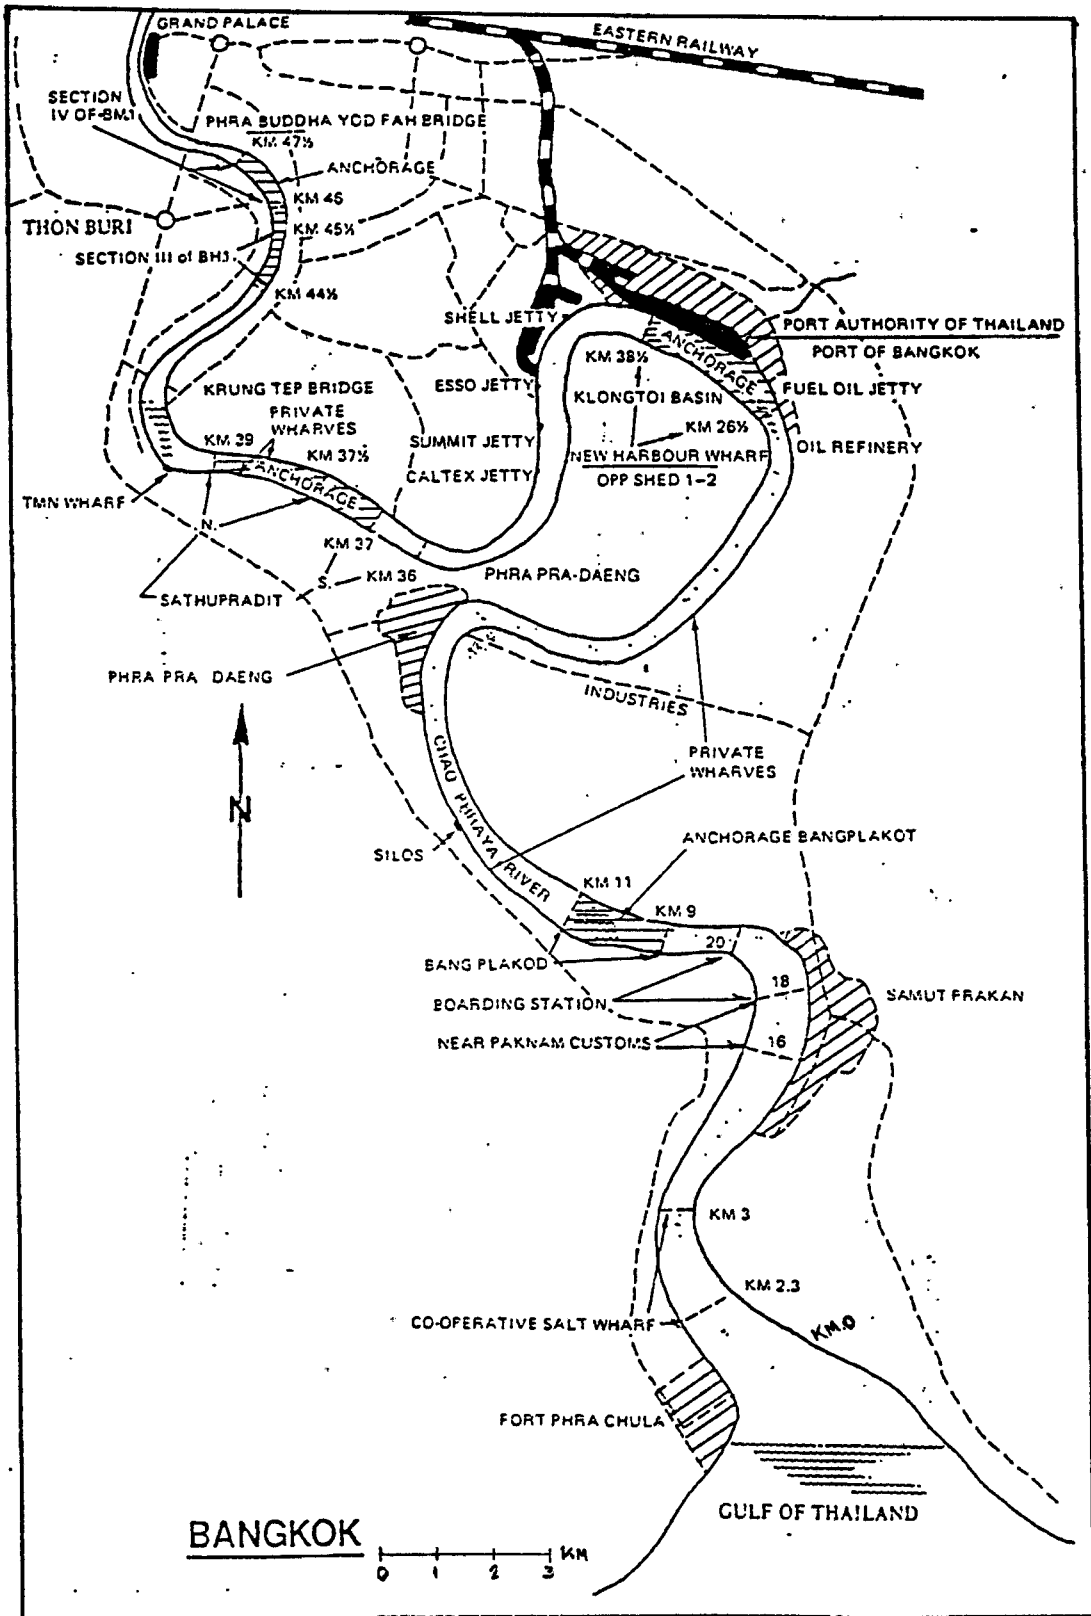 GRAND PALACE
EASTERN RAILWAY
SECTION
IV OF BM1
PHRA BUDDHA YOD FAH BRIDGE
KM 47½
ANCHORAGE
KM 46
THON BURI
KM 45½
SECTION III of BH3
KM 44½
SHELL JETTY
PORT AUTHORITY OF THAILAND
PORT OF BANGKOK
ANCHORAGE
KM 38½
KRUNG TEP BRIDGE
ESSO JETTY
KLONGTOI BASIN
FUEL OIL JETTY
PRIVATE
WHARVES
KM 26½
KM 39
KM 37½
SUMMIT JETTY
OIL REFINERY
ANCHORAGE
CALTEX JETTY
NEW HARBOUR WHARF
OPP SHED 1-2
TMN WHARF
N.
KM 37
S.
KM 36
PHRA PRA-DAENG
SATHUPRADIT
PHRA PRA DAENG
INDUSTRIES
N
PRIVATE
WHARVES
CHAO PHRAYA RIVER
SILOS
ANCHORAGE BANGPLAKOT
KM 11
KM 9
20
BANG PLAKOD
18
BOARDING STATION
SAMUT PRAKAN
NEAR PAKNAM CUSTOMS
16
KM 3
KM 2.3
CO-OPERATIVE SALT WHARF
KM.0
FORT PHRA CHULA
GULF OF THAILAND
BANGKOK
KM
0 1 2 3